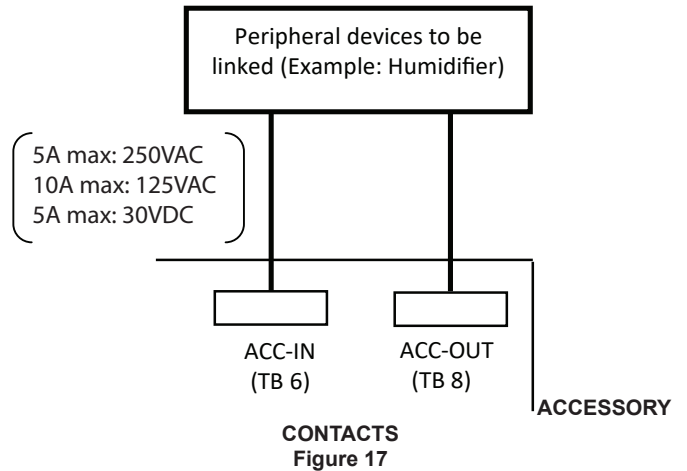 Peripheral devices to be
linked (Example: Humidifier)
5A max: 250VAC
10A max: 125VAC
5A max: 30VDC
ACC-IN
(TB 6)
ACC-OUT
(TB 8)
ACCESSORY
CONTACTS
Figure 17